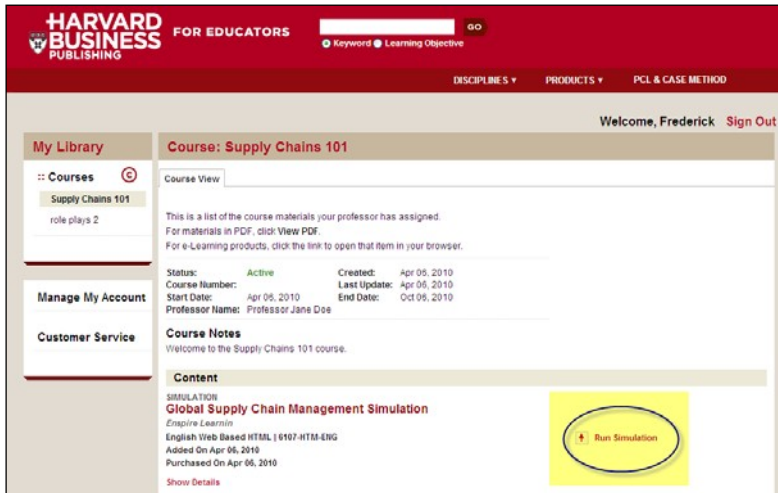 HARVARD
BUSINESS
PUBLISHING
FOR EDUCATORS
GO
Keyword Learning Objective
DISCIPLINES ▾ PRODUCTS ▾ PCL & CASE METHOD
Welcome, Frederick Sign Out
My Library
:: Courses C
Supply Chains 101
role plays 2
Manage My Account
Customer Service
Course: Supply Chains 101
Course View
This is a list of the course materials your professor has assigned.
For materials in PDF, click View PDF.
For e-Learning products, click the link to open that item in your browser.
Status: Active Created: Apr 06, 2010
Course Number: Last Update: Apr 06, 2010
Start Date: Apr 06, 2010 End Date: Oct 06, 2010
Professor Name: Professor Jane Doe
Course Notes
Welcome to the Supply Chains 101 course.
Content
SIMULATION
Global Supply Chain Management Simulation
Enspire Learnin
English Web Based HTML | 6107-HTM-ENG
Added On Apr 06, 2010
Purchased On Apr 06, 2010
Show Details
Run Simulation